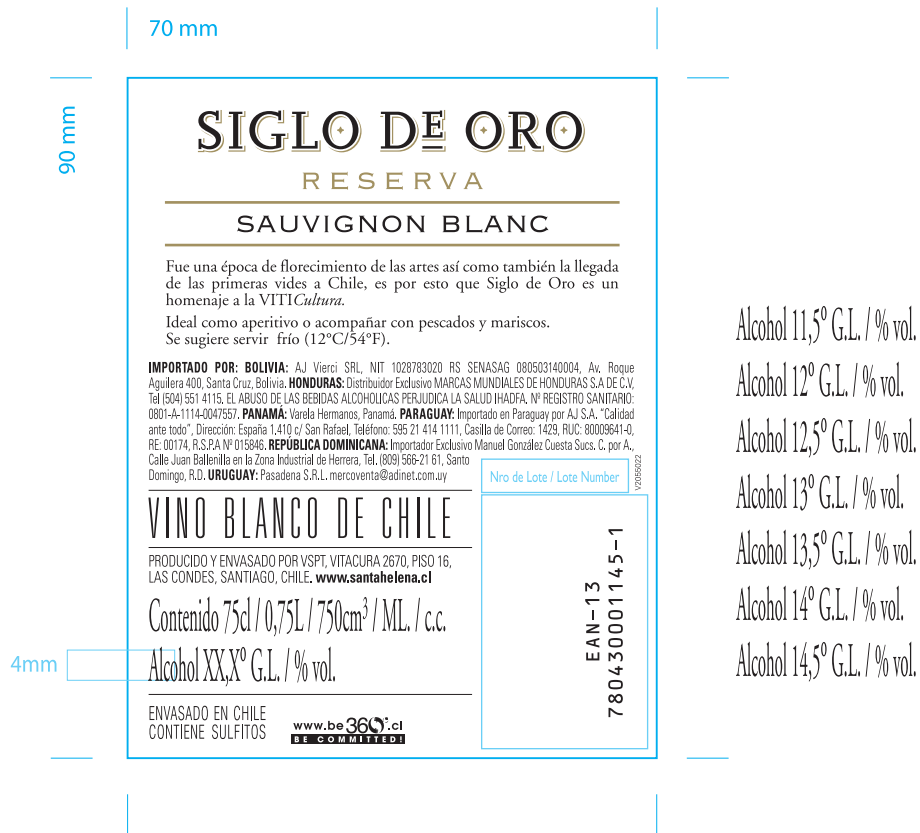 70 mm
90 mm
SIGLO DE ORO
RESERVA
SAUVIGNON BLANC
Fue una época de florecimiento de las artes así como también la llegada
de las primeras vides a Chile, es por esto que Siglo de Oro es un
homenaje a la VITICultura.
Ideal como aperitivo o acompañar con pescados y mariscos.
Se sugiere servir frío (12°C/54°F).
IMPORTADO POR: BOLIVIA: AJ Vierci SRL, NIT 1028783020 RS SENASAG 080503140004, Av. Roque
Aguilera 400, Santa Cruz, Bolivia. HONDURAS: Distribuidor Exclusivo MARCAS MUNDIALES DE HONDURAS S.A DE C.V,
Tel (504) 551 4115. EL ABUSO DE LAS BEBIDAS ALCOHOLICAS PERJUDICA LA SALUD IHADFA. Nº REGISTRO SANITARIO:
0801-A-1114-0047557. PANAMÁ: Varela Hermanos, Panamá. PARAGUAY: Importado en Paraguay por AJ S.A. “Calidad
ante todo”, Dirección: España 1.410 c/ San Rafael, Teléfono: 595 21 414 1111, Casilla de Correo: 1429, RUC: 80009641-0,
RE: 00174, R.S.P.A Nº 015846. REPÚBLICA DOMINICANA: Importador Exclusivo Manuel González Cuesta Sucs. C. por A.,
Calle Juan Ballenilla en la Zona Industrial de Herrera, Tel. (809) 566-21 61, Santo
Domingo, R.D. URUGUAY: Pasadena S.R.L. mercoventa@adinet.com.uy
Nro de Lote / Lote Number
V2055022
VINO BLANCO DE CHILE
PRODUCIDO Y ENVASADO POR VSPT, VITACURA 2670, PISO 16,
LAS CONDES, SANTIAGO, CHILE. www.santahelena.cl
Contenido 75cl / 0,75L / 750cm³ / ML. / c.c.
4mm
Alcohol XX,Xº G.L. / % vol.
ENVASADO EN CHILE
CONTIENE SULFITOS
www.be360°.cl
BE COMMITTED!
EAN-13
7804300001145-1
Alcohol 11,5º G.L. / % vol.
Alcohol 12º G.L. / % vol.
Alcohol 12,5º G.L. / % vol.
Alcohol 13º G.L. / % vol.
Alcohol 13,5º G.L. / % vol.
Alcohol 14º G.L. / % vol.
Alcohol 14,5º G.L. / % vol.